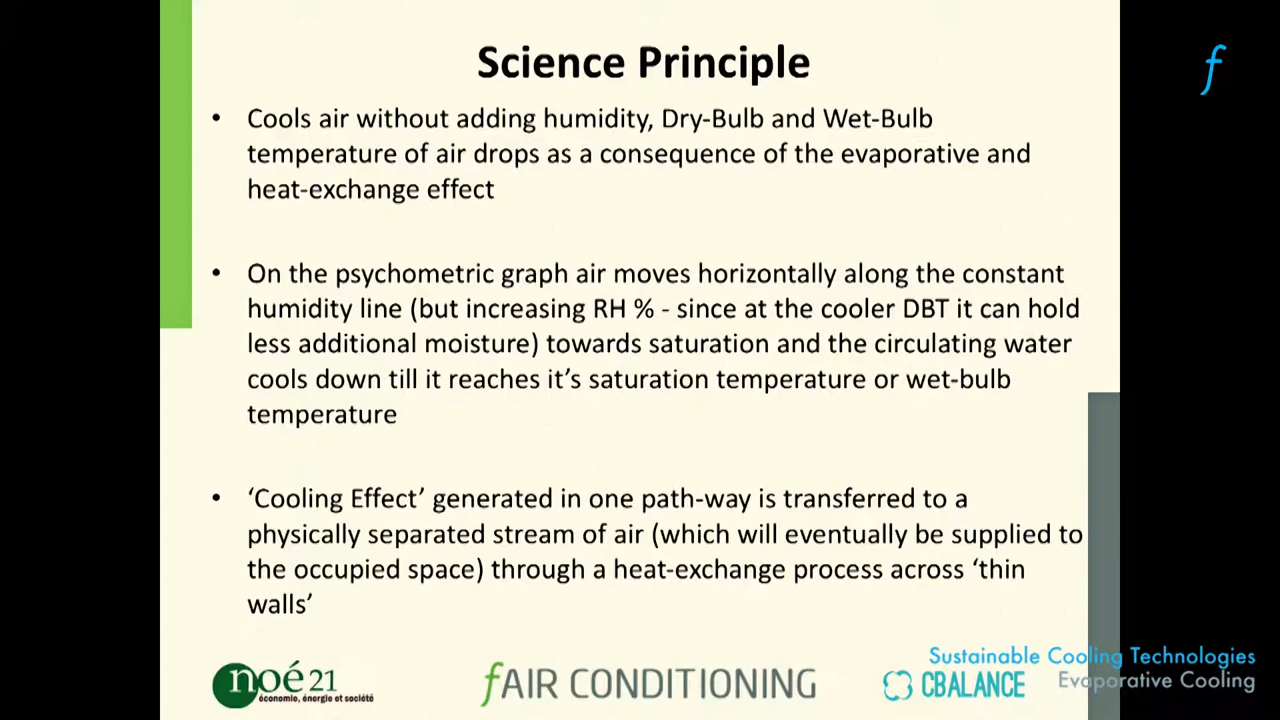 Science Principle
f
• Cools air without adding humidity, Dry-Bulb and Wet-Bulb
temperature of air drops as a consequence of the evaporative and
heat-exchange effect
• On the psychometric graph air moves horizontally along the constant
humidity line (but increasing RH % - since at the cooler DBT it can hold
less additional moisture) towards saturation and the circulating water
cools down till it reaches it’s saturation temperature or wet-bulb
temperature
• ‘Cooling Effect’ generated in one path-way is transferred to a
physically separated stream of air (which will eventually be supplied to
the occupied space) through a heat-exchange process across ‘thin
walls’
noé21
économie, énergie et société
fAIR CONDITIONING
CBALANCE
Sustainable Cooling Technologies
Evaporative Cooling